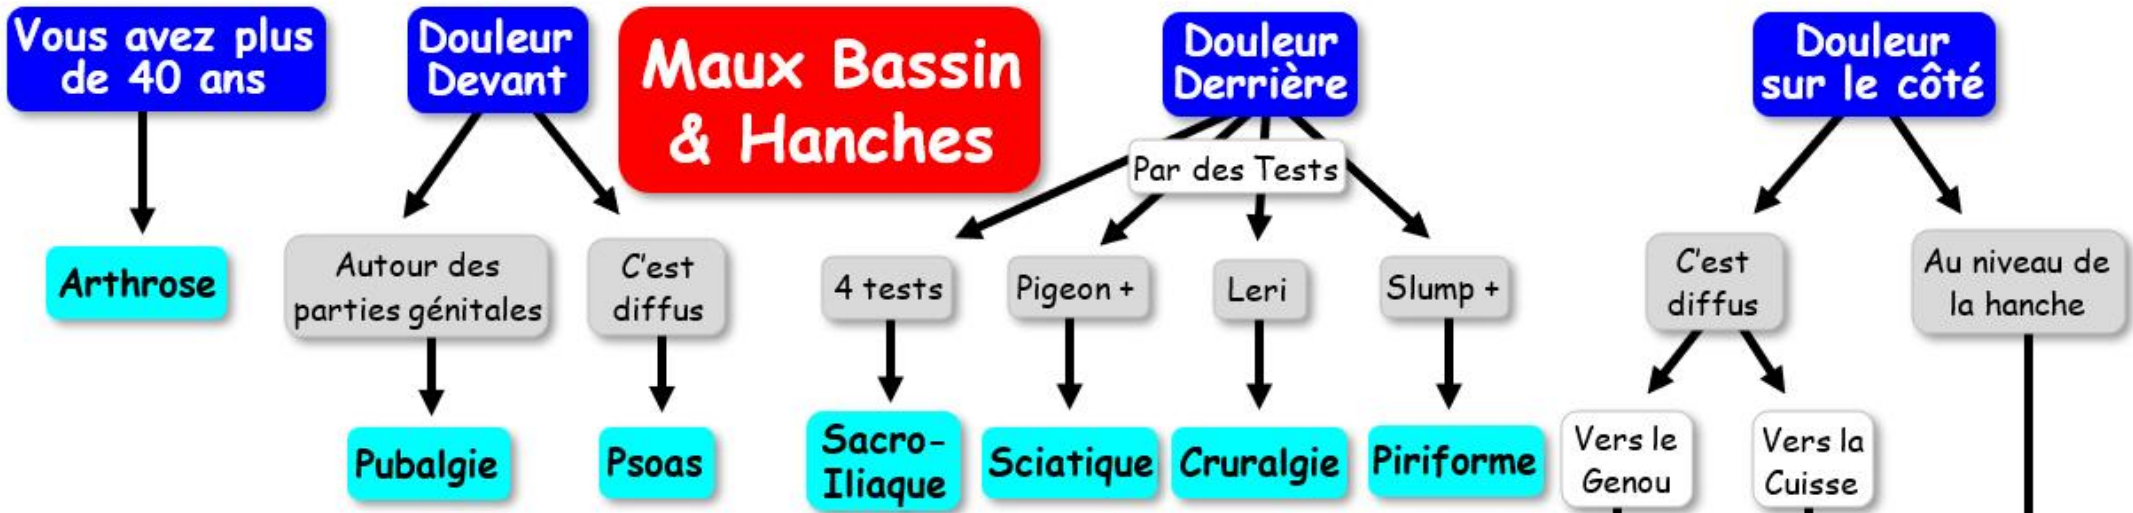 Vous avez plus
de 40 ans
Douleur
Devant
Maux Bassin
& Hanches
Douleur
Derrière
Douleur
sur le côté
Par des Tests
Arthrose
Autour des
parties génitales
C'est
diffus
4 tests
Pigeon +
Leri
Slump +
C'est
diffus
Au niveau de
la hanche
Pubalgie
Psoas
Sacro-
Iliaque
Sciatique
Cruralgie
Piriforme
Vers le
Genou
Vers la
Cuisse